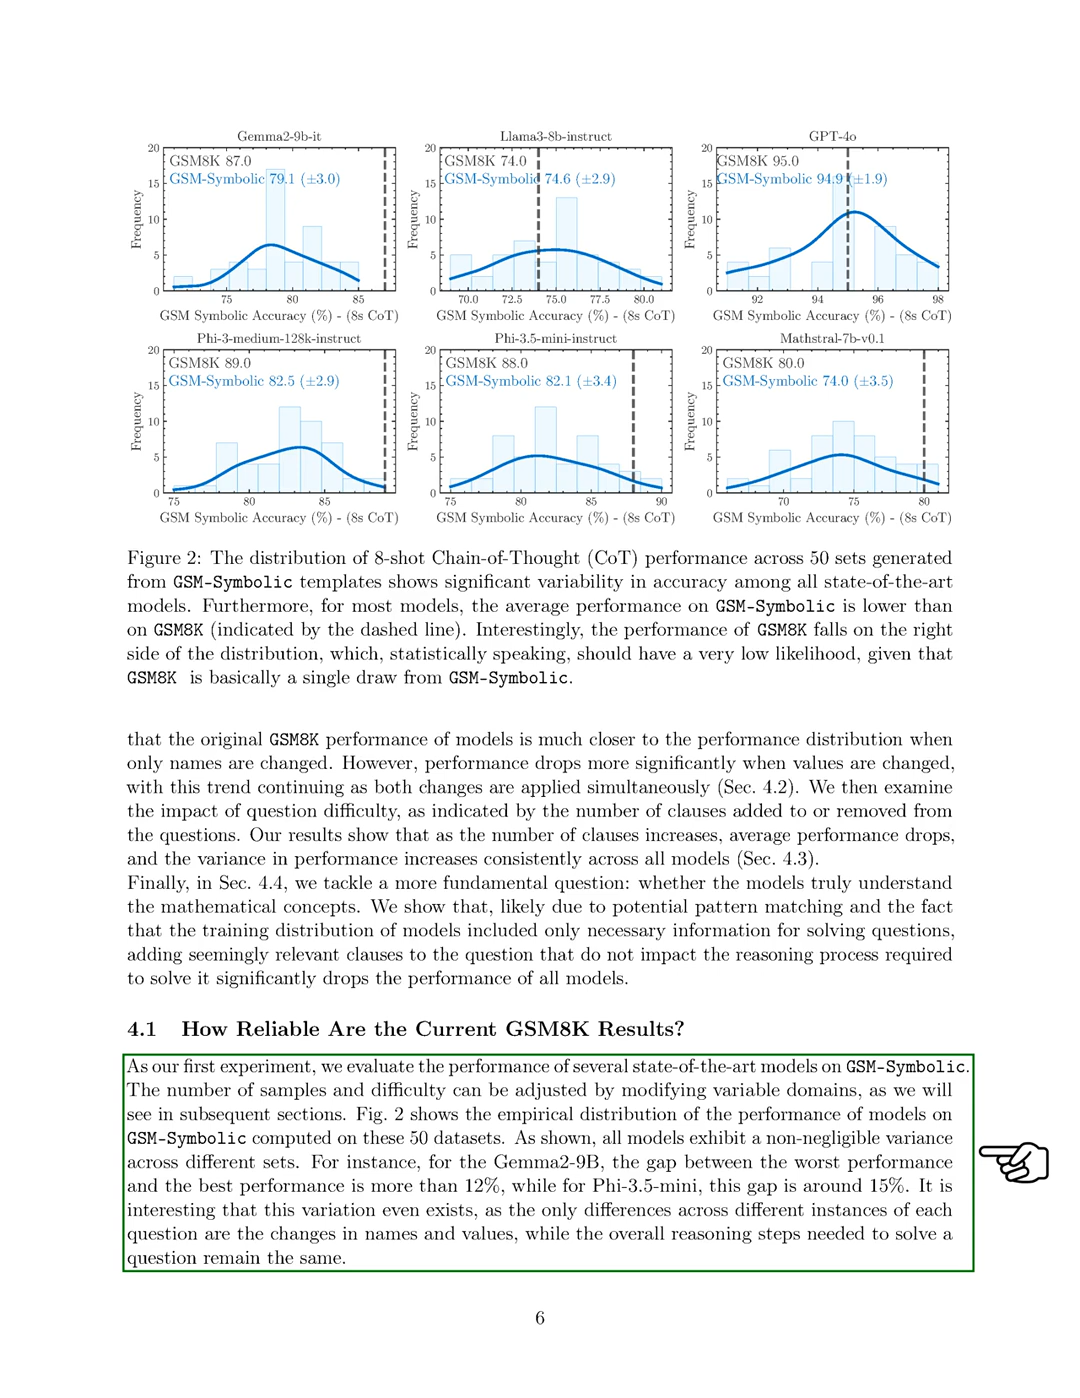 Gemma2-9b-it
Frequency
20
15
10
5
0
GSM8K 87.0
GSM-Symbolic 79.1 (±3.0)
75 80 85
GSM Symbolic Accuracy (%) - (8s CoT)
Llama3-8b-instruct
Frequency
20
15
10
5
0
GSM8K 74.0
GSM-Symbolic 74.6 (±2.9)
70.0 72.5 75.0 77.5 80.0
GSM Symbolic Accuracy (%) - (8s CoT)
GPT-4o
Frequency
20
15
10
5
0
GSM8K 95.0
GSM-Symbolic 94.9 (±1.9)
92 94 96 98
GSM Symbolic Accuracy (%) - (8s CoT)
Phi-3-medium-128k-instruct
Frequency
20
15
10
5
0
GSM8K 89.0
GSM-Symbolic 82.5 (±2.9)
75 80 85
GSM Symbolic Accuracy (%) - (8s CoT)
Phi-3.5-mini-instruct
Frequency
20
15
10
5
0
GSM8K 88.0
GSM-Symbolic 82.1 (±3.4)
75 80 85 90
GSM Symbolic Accuracy (%) - (8s CoT)
Mathstral-7b-v0.1
Frequency
20
15
10
5
0
GSM8K 80.0
GSM-Symbolic 74.0 (±3.5)
70 75 80
GSM Symbolic Accuracy (%) - (8s CoT)
Figure 2: The distribution of 8-shot Chain-of-Thought (CoT) performance across 50 sets generated
from GSM-Symbolic templates shows significant variability in accuracy among all state-of-the-art
models. Furthermore, for most models, the average performance on GSM-Symbolic is lower than
on GSM8K (indicated by the dashed line). Interestingly, the performance of GSM8K falls on the right
side of the distribution, which, statistically speaking, should have a very low likelihood, given that
GSM8K is basically a single draw from GSM-Symbolic.
that the original GSM8K performance of models is much closer to the performance distribution when
only names are changed. However, performance drops more significantly when values are changed,
with this trend continuing as both changes are applied simultaneously (Sec. 4.2). We then examine
the impact of question difficulty, as indicated by the number of clauses added to or removed from
the questions. Our results show that as the number of clauses increases, average performance drops,
and the variance in performance increases consistently across all models (Sec. 4.3).
Finally, in Sec. 4.4, we tackle a more fundamental question: whether the models truly understand
the mathematical concepts. We show that, likely due to potential pattern matching and the fact
that the training distribution of models included only necessary information for solving questions,
adding seemingly relevant clauses to the question that do not impact the reasoning process required
to solve it significantly drops the performance of all models.
4.1 How Reliable Are the Current GSM8K Results?
As our first experiment, we evaluate the performance of several state-of-the-art models on GSM-Symbolic.
The number of samples and difficulty can be adjusted by modifying variable domains, as we will
see in subsequent sections. Fig. 2 shows the empirical distribution of the performance of models on
GSM-Symbolic computed on these 50 datasets. As shown, all models exhibit a non-negligible variance
across different sets. For instance, for the Gemma2-9B, the gap between the worst performance
and the best performance is more than 12%, while for Phi-3.5-mini, this gap is around 15%. It is
interesting that this variation even exists, as the only differences across different instances of each
question are the changes in names and values, while the overall reasoning steps needed to solve a
question remain the same.
6